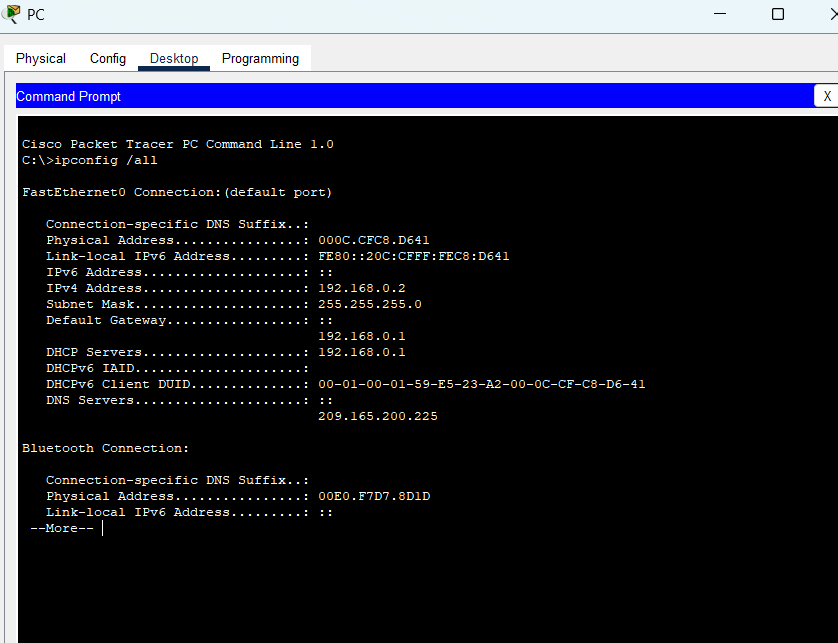 PC
Physical Config Desktop Programming
Command Prompt X
Cisco Packet Tracer PC Command Line 1.0
C:\>ipconfig /all
FastEthernet0 Connection:(default port)
Connection-specific DNS Suffix..:
Physical Address................: 000C.CFC8.D641
Link-local IPv6 Address.........: FE80::20C:CFFF:FEC8:D641
IPv6 Address....................: ::
IPv4 Address....................: 192.168.0.2
Subnet Mask.....................: 255.255.255.0
Default Gateway.................: ::
192.168.0.1
DHCP Servers....................: 192.168.0.1
DHCPv6 IAID.....................:
DHCPv6 Client DUID..............: 00-01-00-01-59-E5-23-A2-00-0C-CF-C8-D6-41
DNS Servers.....................: ::
209.165.200.225
Bluetooth Connection:
Connection-specific DNS Suffix..:
Physical Address................: 00E0.F7D7.8D1D
Link-local IPv6 Address.........: ::
--More--